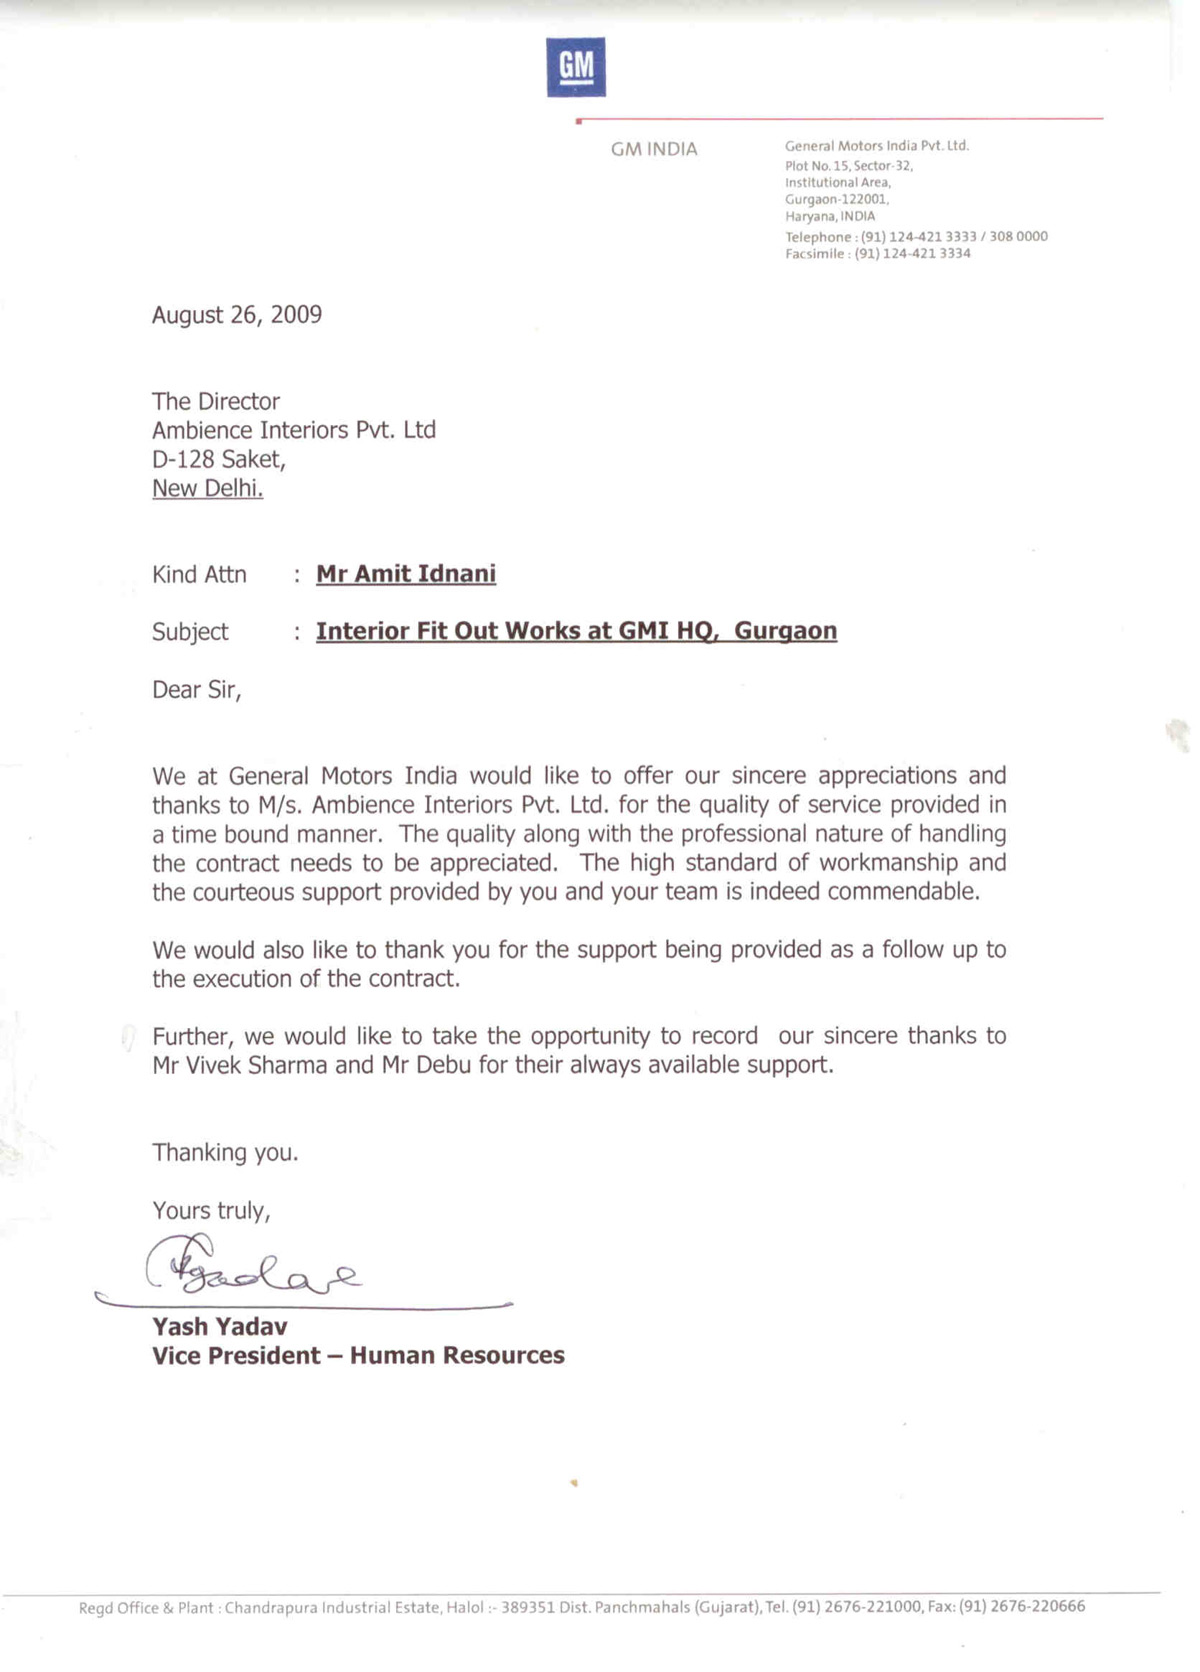 GM
GM INDIA
General Motors India Pvt. Ltd.
Plot No. 15, Sector-32,
Institutional Area,
Gurgaon-122001,
Haryana, INDIA
Telephone : (91) 124-421 3333 / 308 0000
Facsimile : (91) 124-421 3334
August 26, 2009
The Director
Ambience Interiors Pvt. Ltd
D-128 Saket,
New Delhi.
Kind Attn : Mr Amit Idnani
Subject : Interior Fit Out Works at GMI HQ, Gurgaon
Dear Sir,
We at General Motors India would like to offer our sincere appreciations and
thanks to M/s. Ambience Interiors Pvt. Ltd. for the quality of service provided in
a time bound manner. The quality along with the professional nature of handling
the contract needs to be appreciated. The high standard of workmanship and
the courteous support provided by you and your team is indeed commendable.
We would also like to thank you for the support being provided as a follow up to
the execution of the contract.
Further, we would like to take the opportunity to record our sincere thanks to
Mr Vivek Sharma and Mr Debu for their always available support.
Thanking you.
Yours truly,
Yash Yadav
Vice President – Human Resources
Regd Office & Plant : Chandrapura Industrial Estate, Halol :- 389351 Dist. Panchmahals (Gujarat), Tel. (91) 2676-221000, Fax: (91) 2676-220666